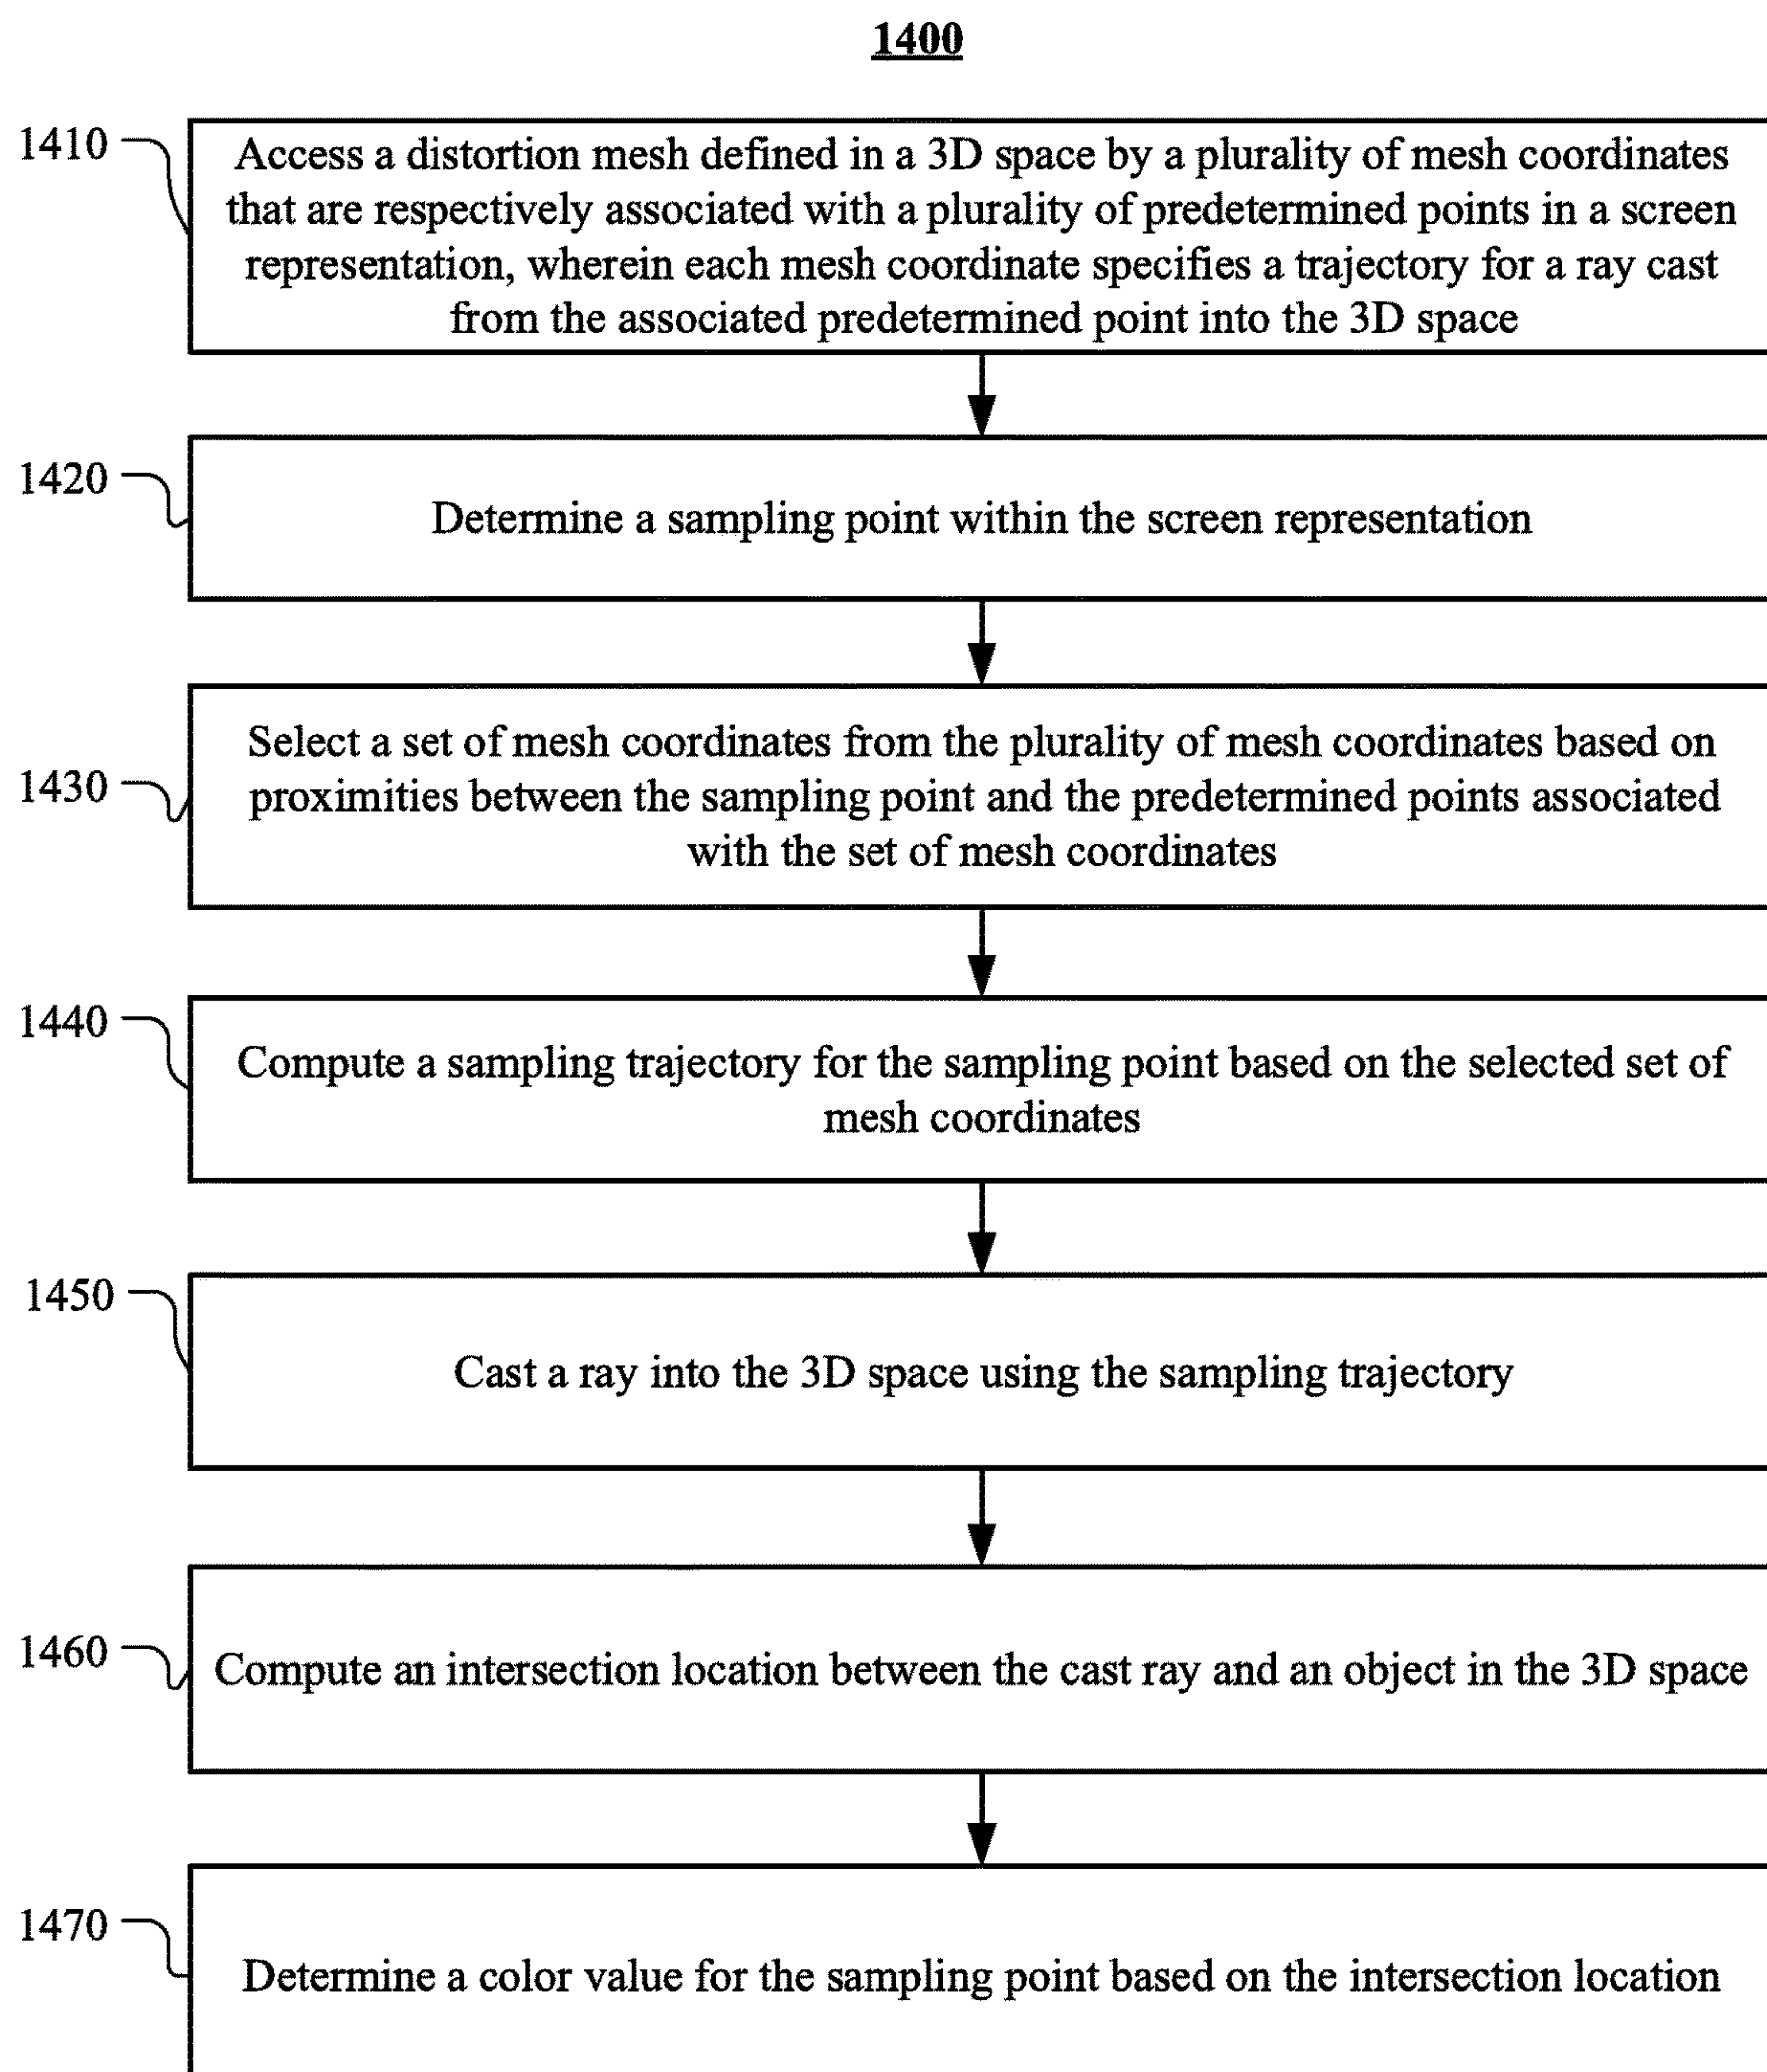 1400
1410
Access a distortion mesh defined in a 3D space by a plurality of mesh coordinates
that are respectively associated with a plurality of predetermined points in a screen
representation, wherein each mesh coordinate specifies a trajectory for a ray cast
from the associated predetermined point into the 3D space
1420
Determine a sampling point within the screen representation
1430
Select a set of mesh coordinates from the plurality of mesh coordinates based on
proximities between the sampling point and the predetermined points associated
with the set of mesh coordinates
1440
Compute a sampling trajectory for the sampling point based on the selected set of
mesh coordinates
1450
Cast a ray into the 3D space using the sampling trajectory
1460
Compute an intersection location between the cast ray and an object in the 3D space
1470
Determine a color value for the sampling point based on the intersection location